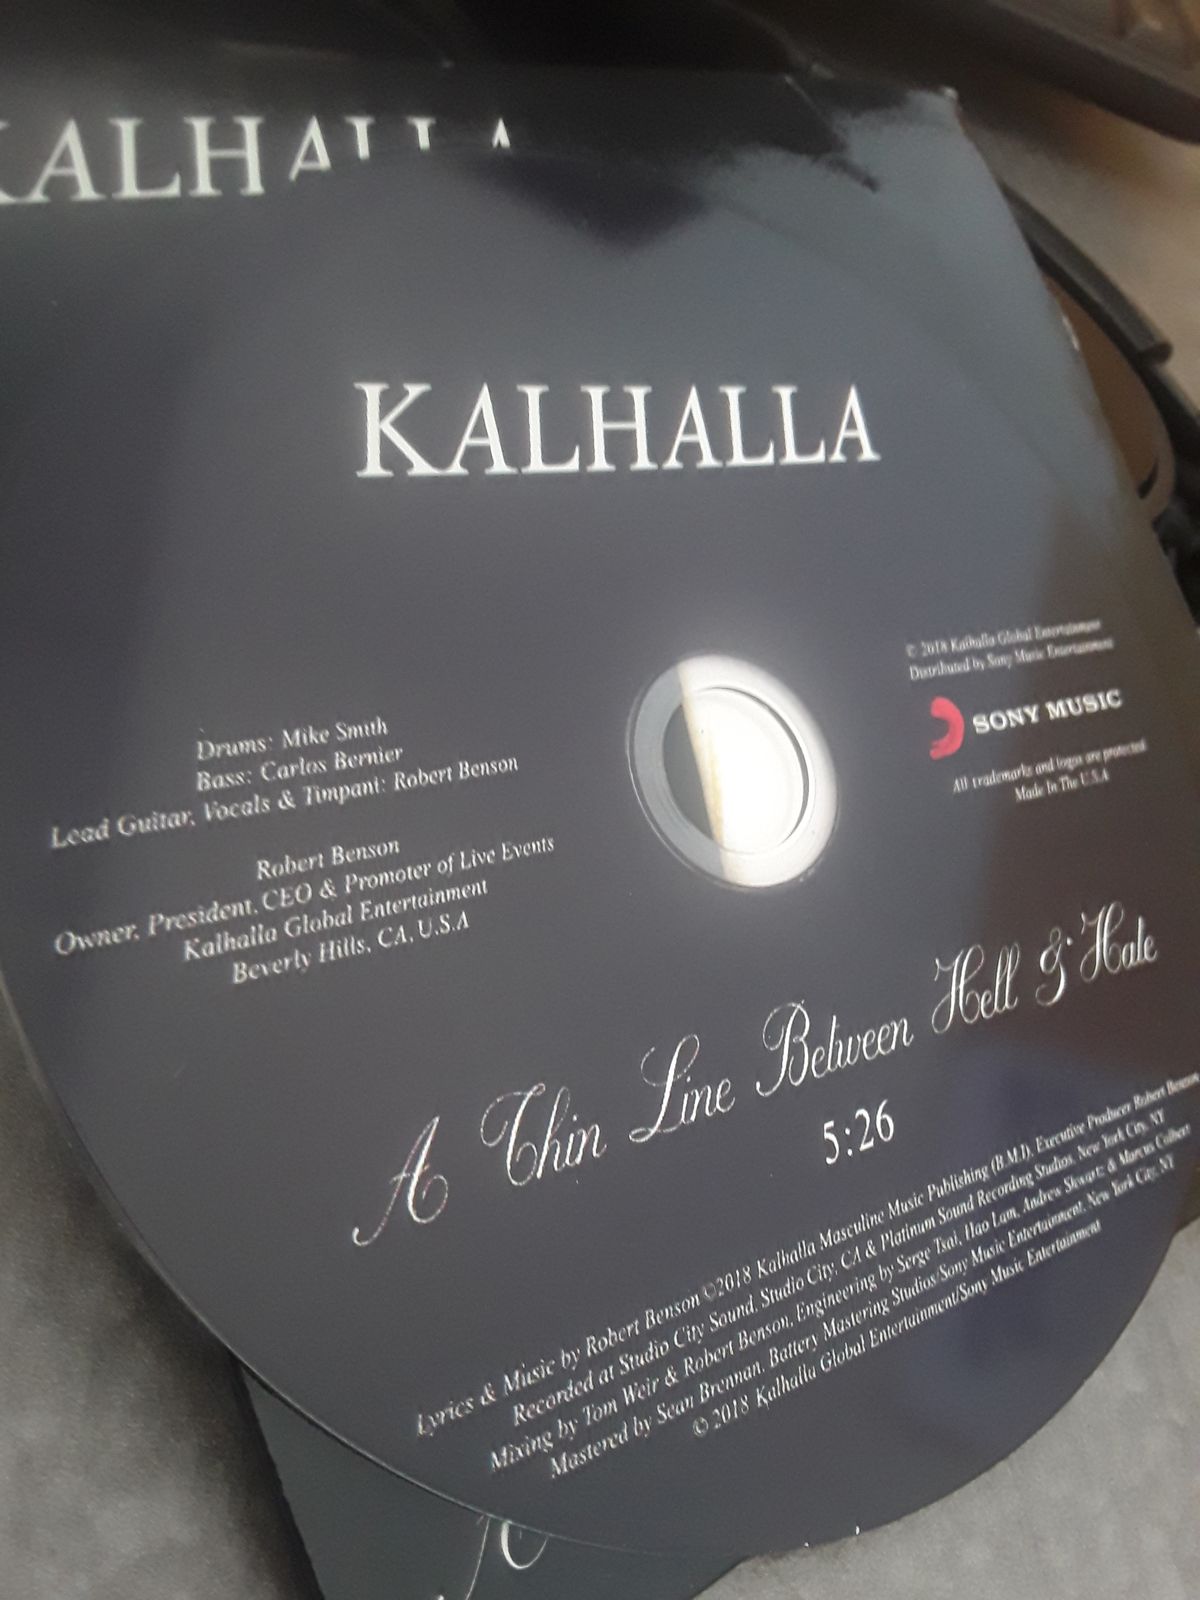 KALHALLA
KALHALLA
Drums: Mike Smith
Bass: Carlos Bernier
Lead Guitar, Vocals & Timpani: Robert Benson
Robert Benson
Owner, President, CEO & Promoter of Live Events
Kalhalla Global Entertainment
Beverly Hills, CA, U.S.A
© 2018 Kalhalla Global Entertainment
Distributed by Sony Music Entertainment
SONY MUSIC
All trademarks and logos are protected
Made In The U.S.A
A Thin Line Between Hell & Hate
5:26
Lyrics & Music by Robert Benson ©2018 Kalhalla Masculine Music Publishing (B.M.I), Executive Producer Robert Benson
Recorded at Studio City Sound, Studio City, CA & Platinum Sound Recording Studios, New York City, NY
Mixing by Tom Weir & Robert Benson, Engineering by Serge Tsai, Hao Lam, Andrew Skwartz & Marcus Colbert
Mastered by Sean Brennan, Battery Mastering Studios/Sony Music Entertainment, New York City, NY
© 2018 Kalhalla Global Entertainment/Sony Music Entertainment